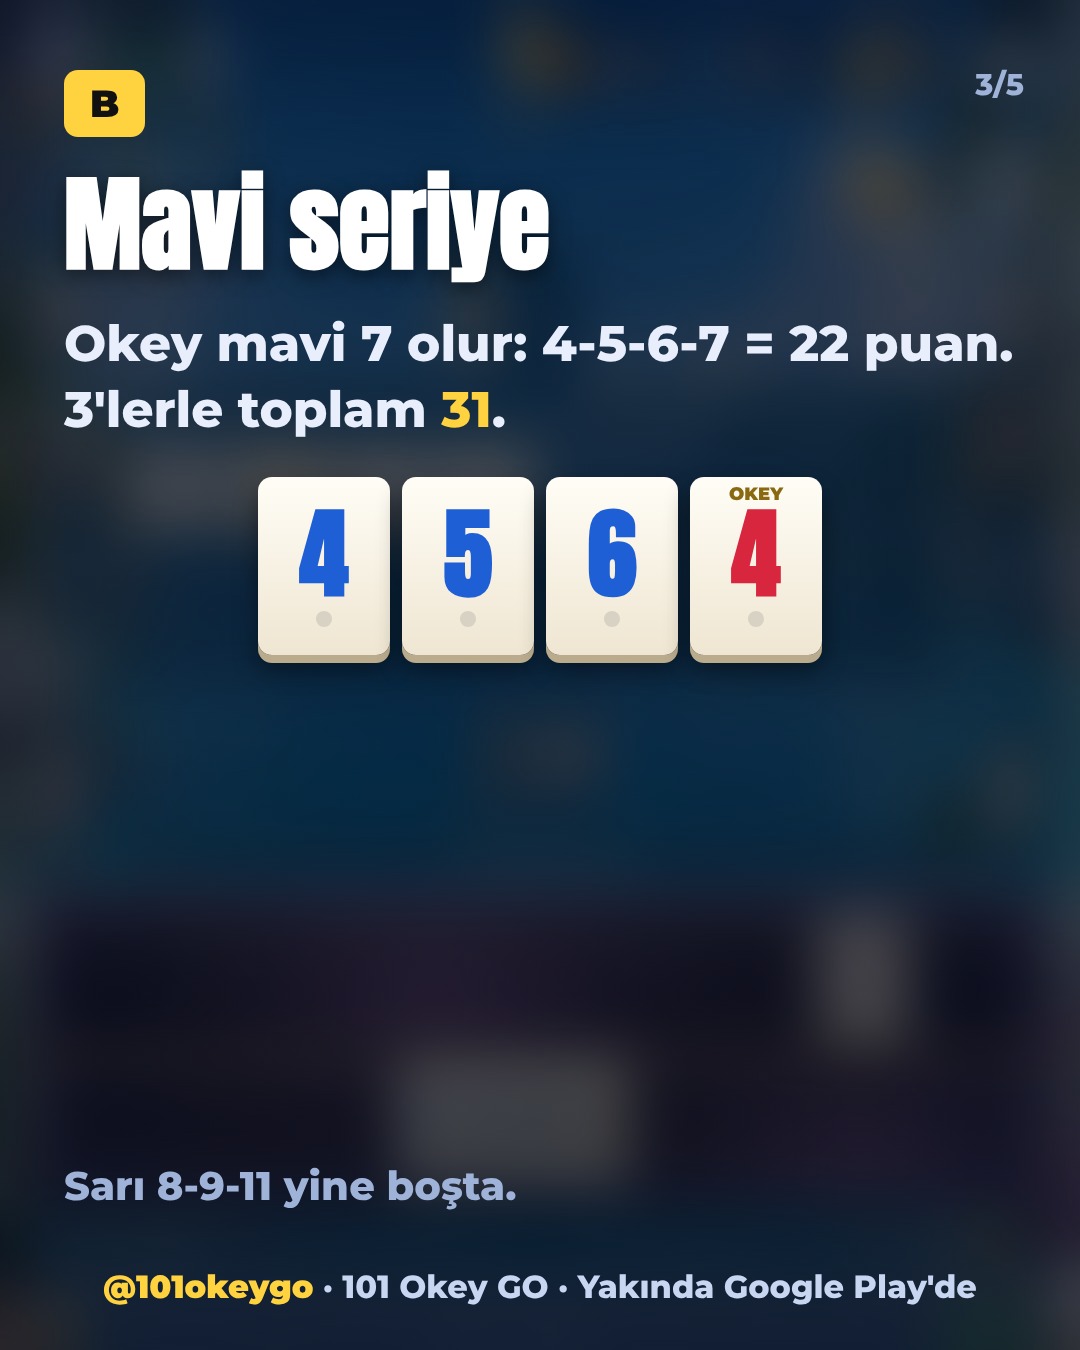 B
3/5
Mavi seriye
Okey mavi 7 olur: 4-5-6-7 = 22 puan.
3'lerle toplam 31.
OKEY
4 5 6 4
Sarı 8-9-11 yine boşta.
@101okeygo · 101 Okey GO · Yakında Google Play'de